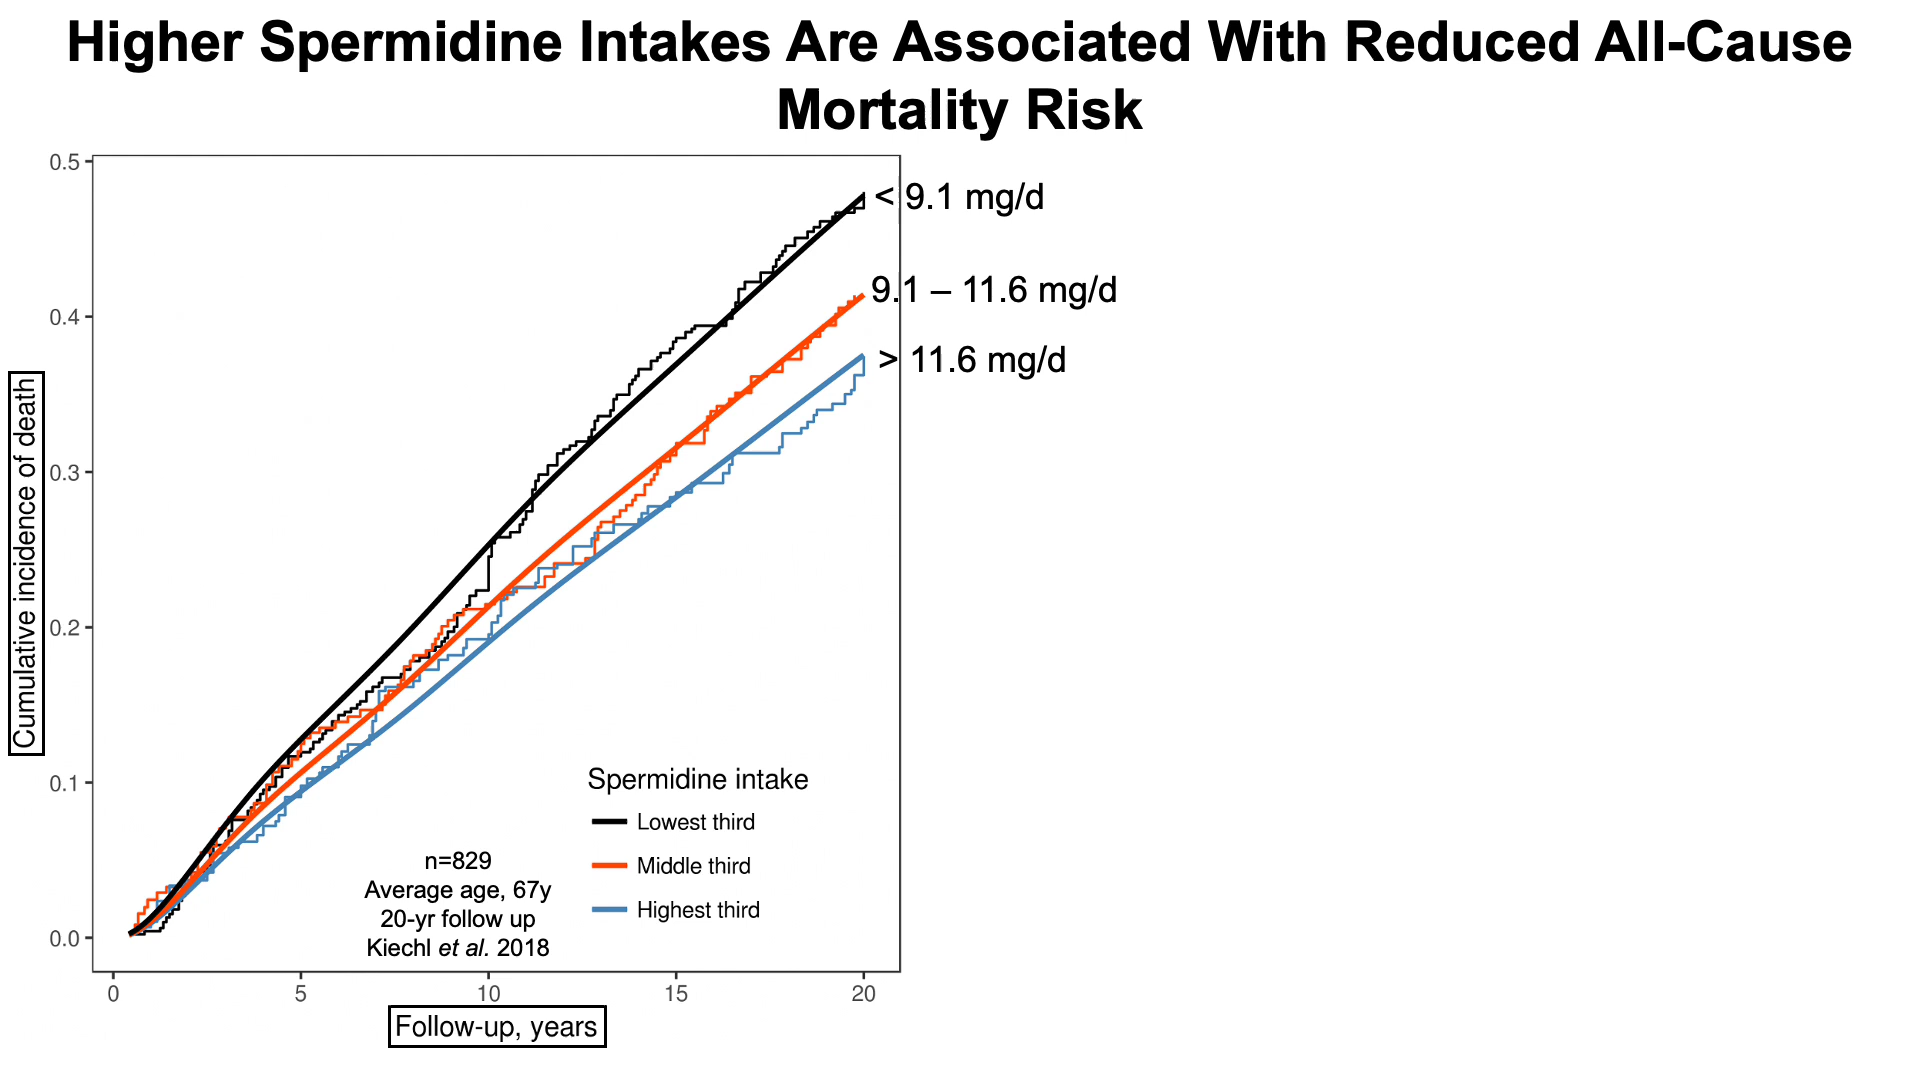 Higher Spermidine Intakes Are Associated With Reduced All-Cause
Mortality Risk
0.5
0.4
0.3
0.2
0.1
0.0
Cumulative incidence of death
< 9.1 mg/d
9.1 – 11.6 mg/d
> 11.6 mg/d
Spermidine intake
Lowest third
Middle third
Highest third
n=829
Average age, 67y
20-yr follow up
Kiechl et al. 2018
0 5 10 15 20
Follow-up, years